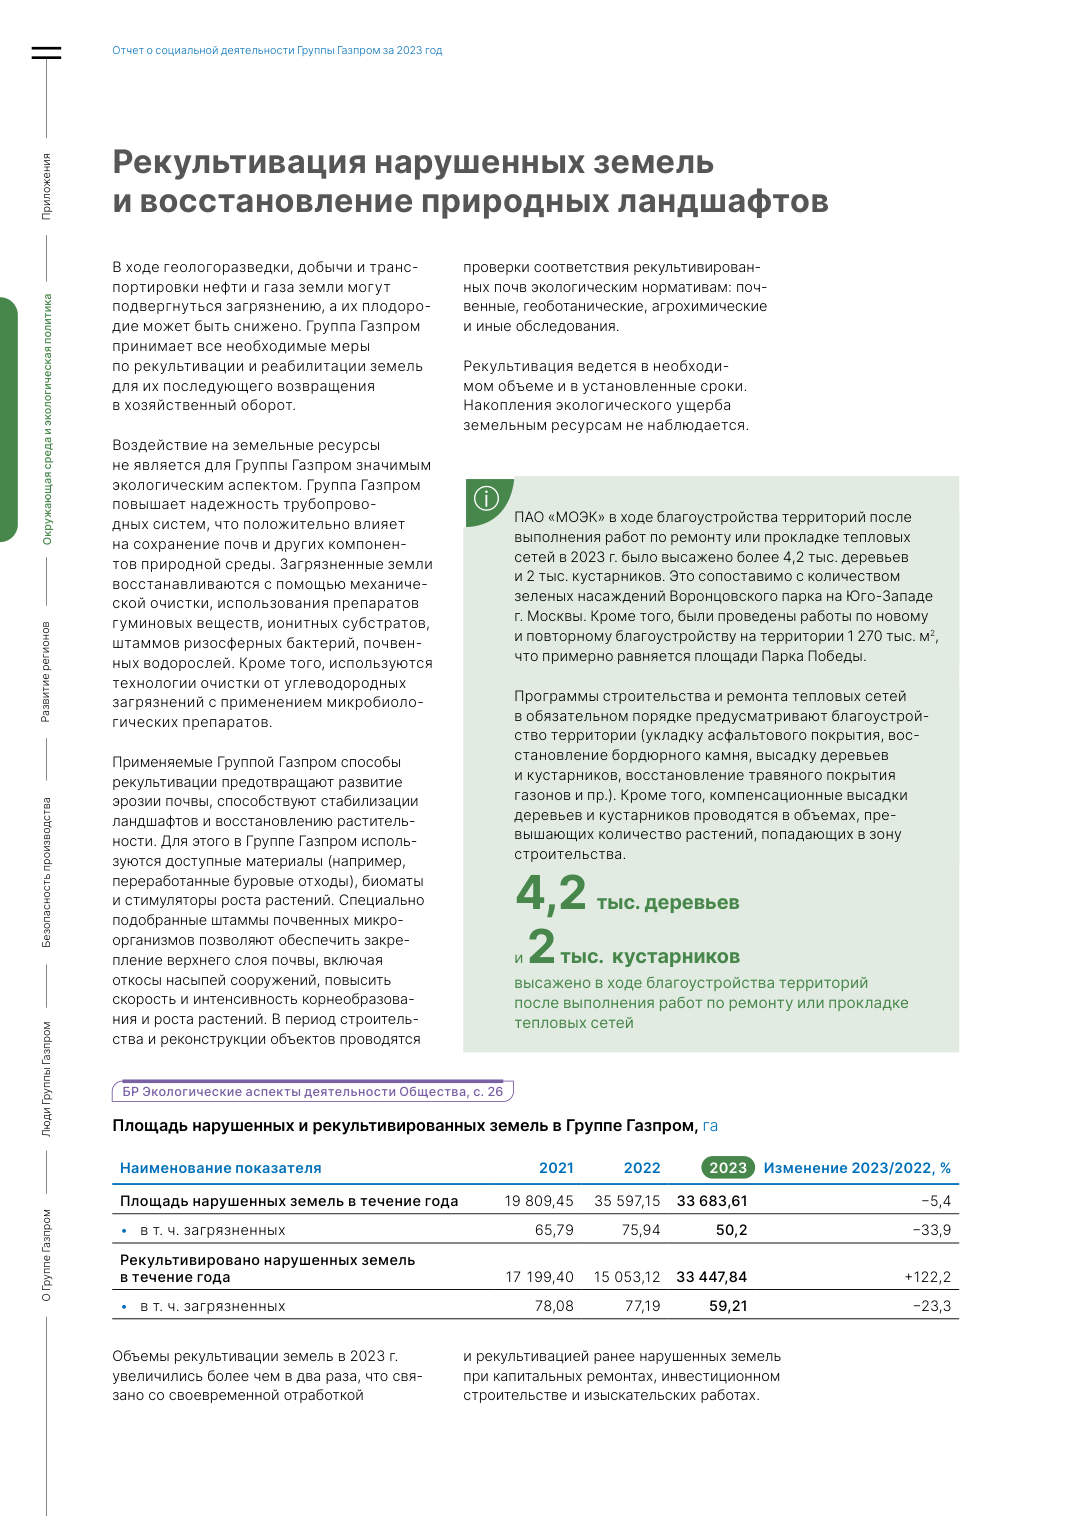 Отчет о социальной деятельности Группы Газпром за 2023 год
Приложения
Окружающая среда и экологическая политика
Развитие регионов
Безопасность производства
Люди Группы Газпром
О Группе Газпром
Рекультивация нарушенных земель
и восстановление природных ландшафтов
В ходе геологоразведки, добычи и транс-
портировки нефти и газа земли могут
подвергнуться загрязнению, а их плодоро-
дие может быть снижено. Группа Газпром
принимает все необходимые меры
по рекультивации и реабилитации земель
для их последующего возвращения
в хозяйственный оборот.
Воздействие на земельные ресурсы
не является для Группы Газпром значимым
экологическим аспектом. Группа Газпром
повышает надежность трубопрово-
дных систем, что положительно влияет
на сохранение почв и других компонен-
тов природной среды. Загрязненные земли
восстанавливаются с помощью механиче-
ской очистки, использования препаратов
гуминовых веществ, ионитных субстратов,
штаммов ризосферных бактерий, почвен-
ных водорослей. Кроме того, используются
технологии очистки от углеводородных
загрязнений с применением микробиоло-
гических препаратов.
Применяемые Группой Газпром способы
рекультивации предотвращают развитие
эрозии почвы, способствуют стабилизации
ландшафтов и восстановлению раститель-
ности. Для этого в Группе Газпром исполь-
зуются доступные материалы (например,
переработанные буровые отходы), биоматы
и стимуляторы роста растений. Специально
подобранные штаммы почвенных микро-
организмов позволяют обеспечить закре-
пление верхнего слоя почвы, включая
откосы насыпей сооружений, повысить
скорость и интенсивность корнеобразова-
ния и роста растений. В период строитель-
ства и реконструкции объектов проводятся
проверки соответствия рекультивирован-
ных почв экологическим нормативам: поч-
венные, геоботанические, агрохимические
и иные обследования.
Рекультивация ведется в необходи-
мом объеме и в установленные сроки.
Накопления экологического ущерба
земельным ресурсам не наблюдается.
ПАО «МОЭК» в ходе благоустройства территорий после
выполнения работ по ремонту или прокладке тепловых
сетей в 2023 г. было высажено более 4,2 тыс. деревьев
и 2 тыс. кустарников. Это сопоставимо с количеством
зеленых насаждений Воронцовского парка на Юго-Западе
г. Москвы. Кроме того, были проведены работы по новому
и повторному благоустройству на территории 1 270 тыс. м²,
что примерно равняется площади Парка Победы.
Программы строительства и ремонта тепловых сетей
в обязательном порядке предусматривают благоустрой-
ство территории (укладку асфальтового покрытия, вос-
становление бордюрного камня, высадку деревьев
и кустарников, восстановление травяного покрытия
газонов и пр.). Кроме того, компенсационные высадки
деревьев и кустарников проводятся в объемах, пре-
вышающих количество растений, попадающих в зону
строительства.
4,2 тыс. деревьев
и 2 тыс. кустарников
высажено в ходе благоустройства территорий
после выполнения работ по ремонту или прокладке
тепловых сетей
БР Экологические аспекты деятельности Общества, с. 26
Площадь нарушенных и рекультивированных земель в Группе Газпром, га
Наименование показателя 2021 2022 2023 Изменение 2023/2022, %
Площадь нарушенных земель в течение года 19 809,45 35 597,15 33 683,61 −5,4
• в т. ч. загрязненных 65,79 75,94 50,2 −33,9
Рекультивировано нарушенных земель
в течение года 17 199,40 15 053,12 33 447,84 +122,2
• в т. ч. загрязненных 78,08 77,19 59,21 −23,3
Объемы рекультивации земель в 2023 г.
увеличились более чем в два раза, что свя-
зано со своевременной отработкой
и рекультивацией ранее нарушенных земель
при капитальных ремонтах, инвестиционном
строительстве и изыскательских работах.